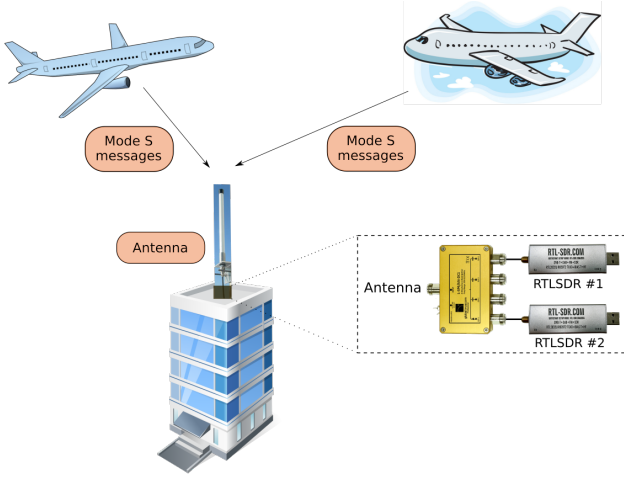 Mode S
messages
Mode S
messages
Antenna
Antenna
RTL-SDR.COM
RTLSDR #1
RTL-SDR.COM
RTLSDR #2